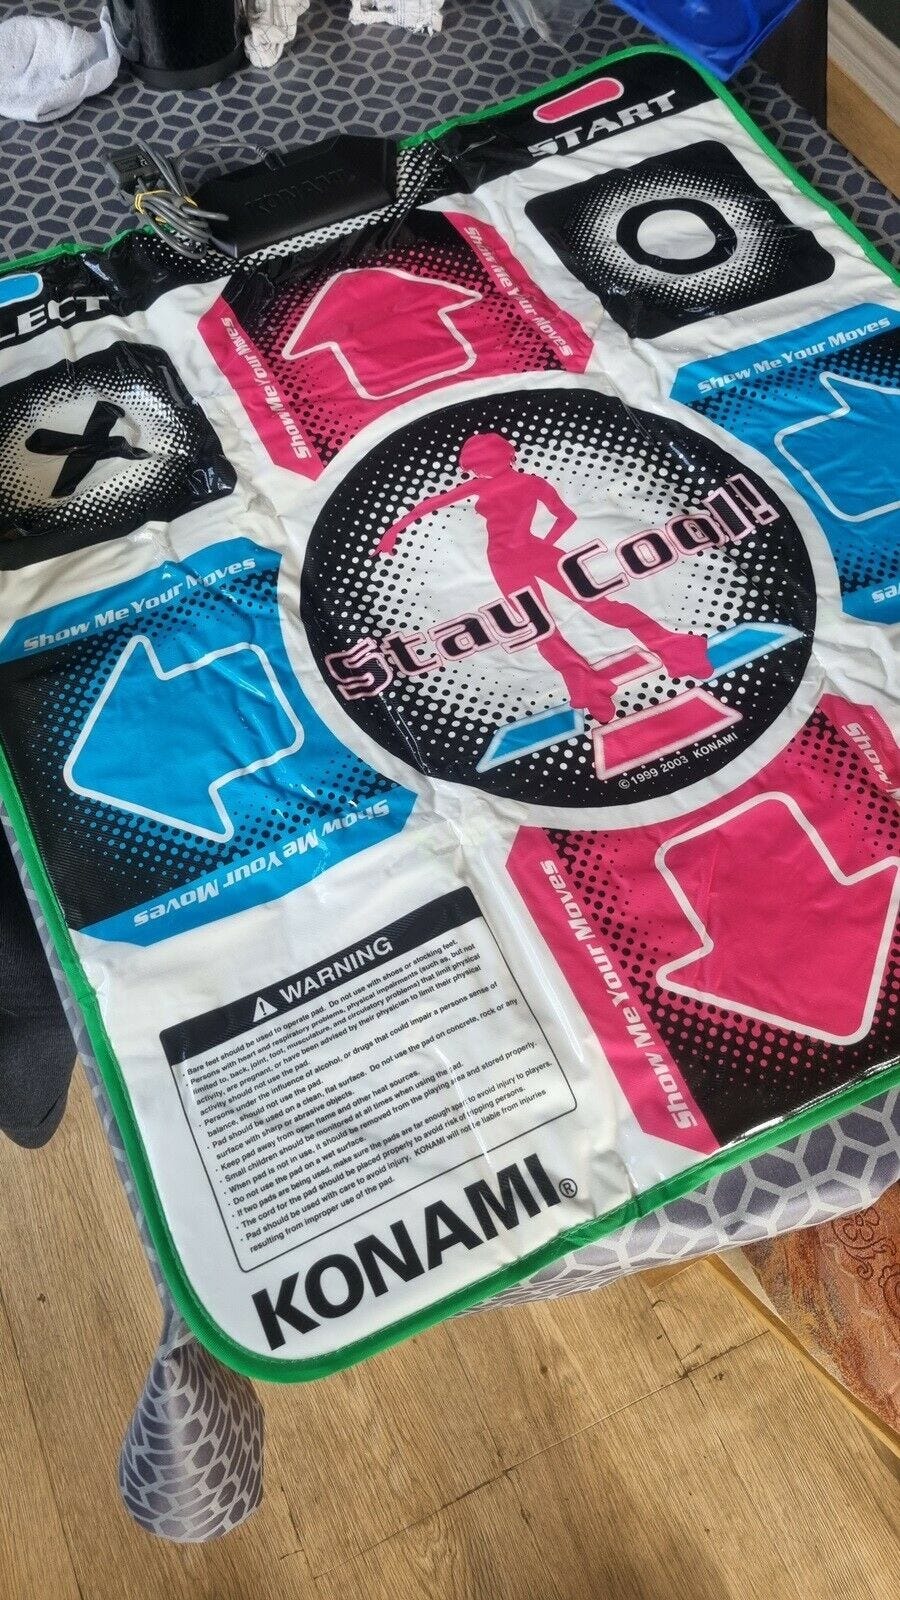 START
KONAMI
LECT
Show Me Your Moves
Show Me Your Moves
Show Me Your Moves
Show Me Your Moves
Stay Cool!
© 1999 2003 KONAMI
Show Me Your Moves
Show Me Your Moves
Show Me Your Moves
Moves
WARNING
· Bare feet should be used to operate pad. Do not use with shoes or stocking feet.
· Persons with heart and respiratory problems, physical impairments (such as, but not
limited to, back, joint, foot, musculature, and circulatory problems) that limit physical
activity, are pregnant, or have been advised by their physician to limit their physical
activity should not use the pad.
· Persons under the influence of alcohol, or drugs that could impair a persons sense of
balance, should not use the pad.
· Pad should be used on a clean, flat surface. Do not use the pad on concrete, rock or any
surface with sharp or abrasive objects.
· Keep pad away from open flame and other heat sources.
· Small children should be monitored at all times when using the pad.
· When pad is not in use, it should be removed from the playing area and stored properly.
· Do not use the pad on a wet surface.
· If two pads are being used, make sure the pads are far enough apart to avoid injury to players.
· The cord for the pad should be placed properly to avoid risk of tripping persons.
· Pad should be used with care to avoid injury. KONAMI will not be liable from injuries
resulting from improper use of the pad.
KONAMI®